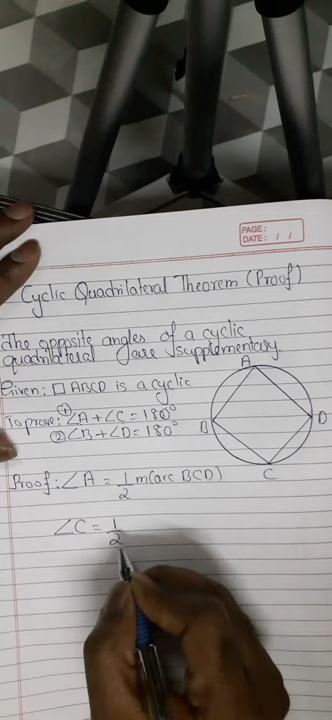 PAGE:
DATE: / /
Cyclic Quadrilateral Theorem (Proof)
The opposite angles of a cyclic
quadrilateral are supplementary.
Given: □ ABCD is a cyclic
To prove: ① ∠A + ∠C = 180°
② ∠B + ∠D = 180°
A
B
D
C
Proof: ∠A = 1/2 m(arc BCD)
∠C = 1/2